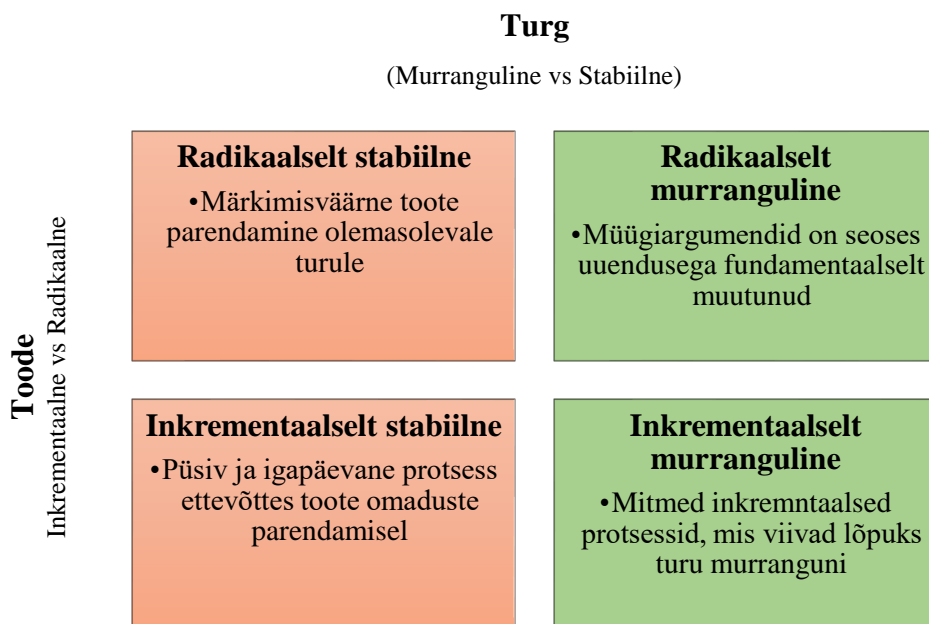 Turg
(Murranguline vs Stabiilne)
Toode
Inkrementaalne vs Radikaalne
Radikaalselt stabiilne
•Märkimisväärne toote
parendamine olemasolevale
turule
Radikaalselt
murranguline
•Müügiargumendid on seoses
uuendusega fundamentaalselt
muutunud
Inkrementaalselt stabiilne
•Püsiv ja igapäevane protsess
ettevõttes toote omaduste
parendamisel
Inkrementaalselt
murranguline
•Mitmed inkremntaalsed
protsessid, mis viivad lõpuks
turu murranguni